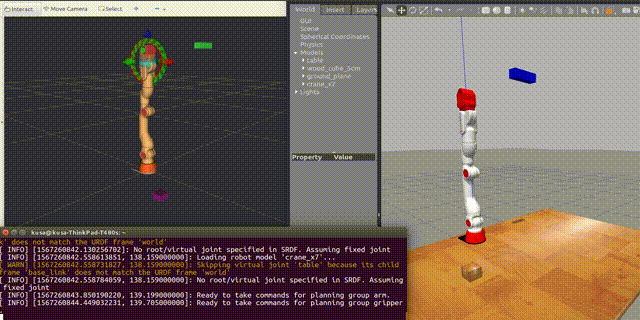 Interact
Move Camera
Select
World
Insert
Layers
GUI
Scene
Spherical Coordinates
Physics
Models
table
wood_cube_5cm
ground_plane
crane_x7
Lights
Property
Value
kusa@kusa-ThinkPad-T480s: ~
k' does not match the URDF frame 'world'
[ INFO] [1567260842.130256702]: No root/virtual joint specified in SRDF. Assuming fixed joint
[ INFO] [1567260842.558613851, 138.159000000]: Loading robot model 'crane_x7'...
[ WARN] [1567260842.558731827, 138.159000000]: Skipping virtual joint 'table' because its child frame 'base_link' does not match the URDF frame 'world'
[ INFO] [1567260842.558784059, 138.159000000]: No root/virtual joint specified in SRDF. Assuming fixed joint
[ INFO] [1567260843.850190220, 139.199000000]: Ready to take commands for planning group arm.
[ INFO] [1567260844.449032231, 139.705000000]: Ready to take commands for planning group gripper